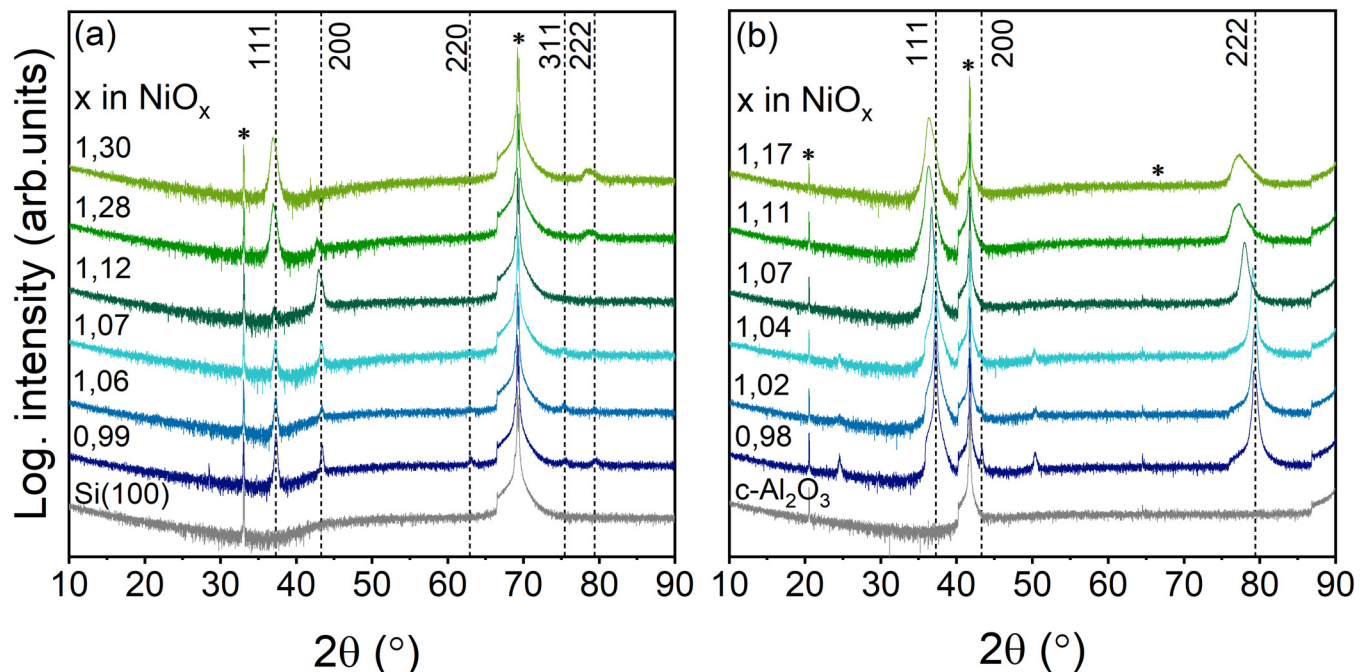 (a)
111
200
220
*
311
222
x in NiOₓ
*
1,30
1,28
1,12
1,07
1,06
0,99
Si(100)
10 20 30 40 50 60 70 80 90
2θ (°)
Log. intensity (arb.units)
(b)
111
*
200
222
x in NiOₓ
*
*
1,17
1,11
1,07
1,04
1,02
0,98
c-Al₂O₃
10 20 30 40 50 60 70 80 90
2θ (°)